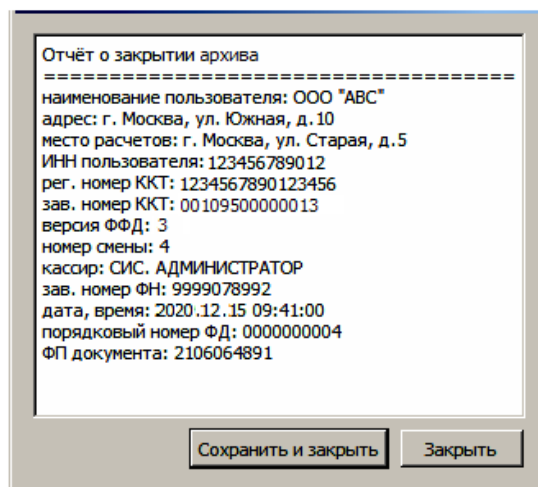 Отчёт о закрытии архива
====================================
наименование пользователя: ООО "АВС"
адрес: г. Москва, ул. Южная, д.10
место расчетов: г. Москва, ул. Старая, д.5
ИНН пользователя: 123456789012
рег. номер ККТ: 1234567890123456
зав. номер ККТ: 00109500000013
версия ФФД: 3
номер смены: 4
кассир: СИС. АДМИНИСТРАТОР
зав. номер ФН: 9999078992
дата, время: 2020.12.15 09:41:00
порядковый номер ФД: 0000000004
ФП документа: 2106064891
Сохранить и закрыть Закрыть